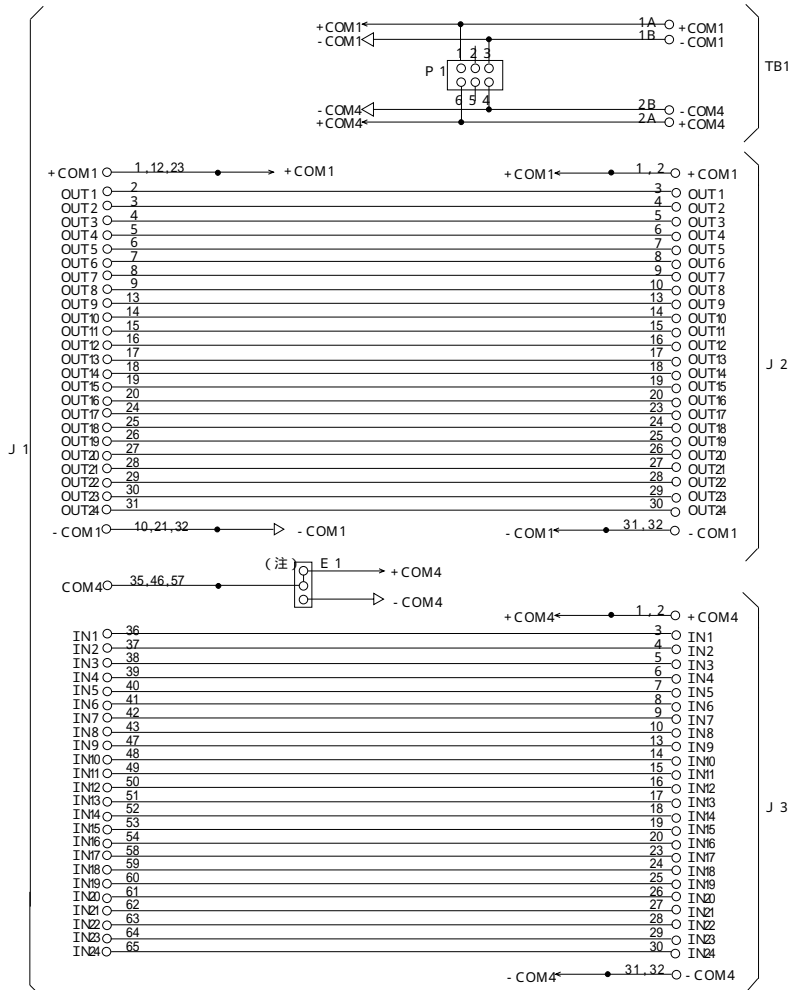 +COM1 1A +COM1
-COM1 1B -COM1
1 2 3
P1
TB1
6 5 4
-COM4 2B -COM4
+COM4 2A +COM4
+COM1 1,12,23 +COM1 +COM1 1,2 +COM1
OUT1 2 3 OUT1
OUT2 3 4 OUT2
OUT3 4 5 OUT3
OUT4 5 6 OUT4
OUT5 6 7 OUT5
OUT6 7 8 OUT6
OUT7 8 9 OUT7
OUT8 9 10 OUT8
OUT9 13 13 OUT9
OUT10 14 14 OUT10
OUT11 15 15 OUT11
OUT12 16 16 OUT12
OUT13 17 17 OUT13
J2
OUT14 18 18 OUT14
OUT15 19 19 OUT15
OUT16 20 20 OUT16
OUT17 24 23 OUT17
OUT18 25 24 OUT18
OUT19 26 25 OUT19
J1
OUT20 27 26 OUT20
OUT21 28 27 OUT21
OUT22 29 28 OUT22
OUT23 30 29 OUT23
OUT24 31 30 OUT24
-COM1 10,21,32 -COM1 -COM1 31,32 -COM1
(注) E1 +COM4
COM4 35,46,57
-COM4
+COM4 1,2 +COM4
IN1 36 3 IN1
IN2 37 4 IN2
IN3 38 5 IN3
IN4 39 6 IN4
IN5 40 7 IN5
IN6 41 8 IN6
IN7 42 9 IN7
IN8 43 10 IN8
IN9 47 13 IN9
IN10 48 14 IN10
IN11 49 15 IN11
IN12 50 16 IN12
IN13 51 17 IN13
J3
IN14 52 18 IN14
IN15 53 19 IN15
IN16 54 20 IN16
IN17 58 23 IN17
IN18 59 24 IN18
IN19 60 25 IN19
IN20 61 26 IN20
IN21 62 27 IN21
IN22 63 28 IN22
IN23 64 29 IN23
IN24 65 30 IN24
-COM4 31,32 -COM4